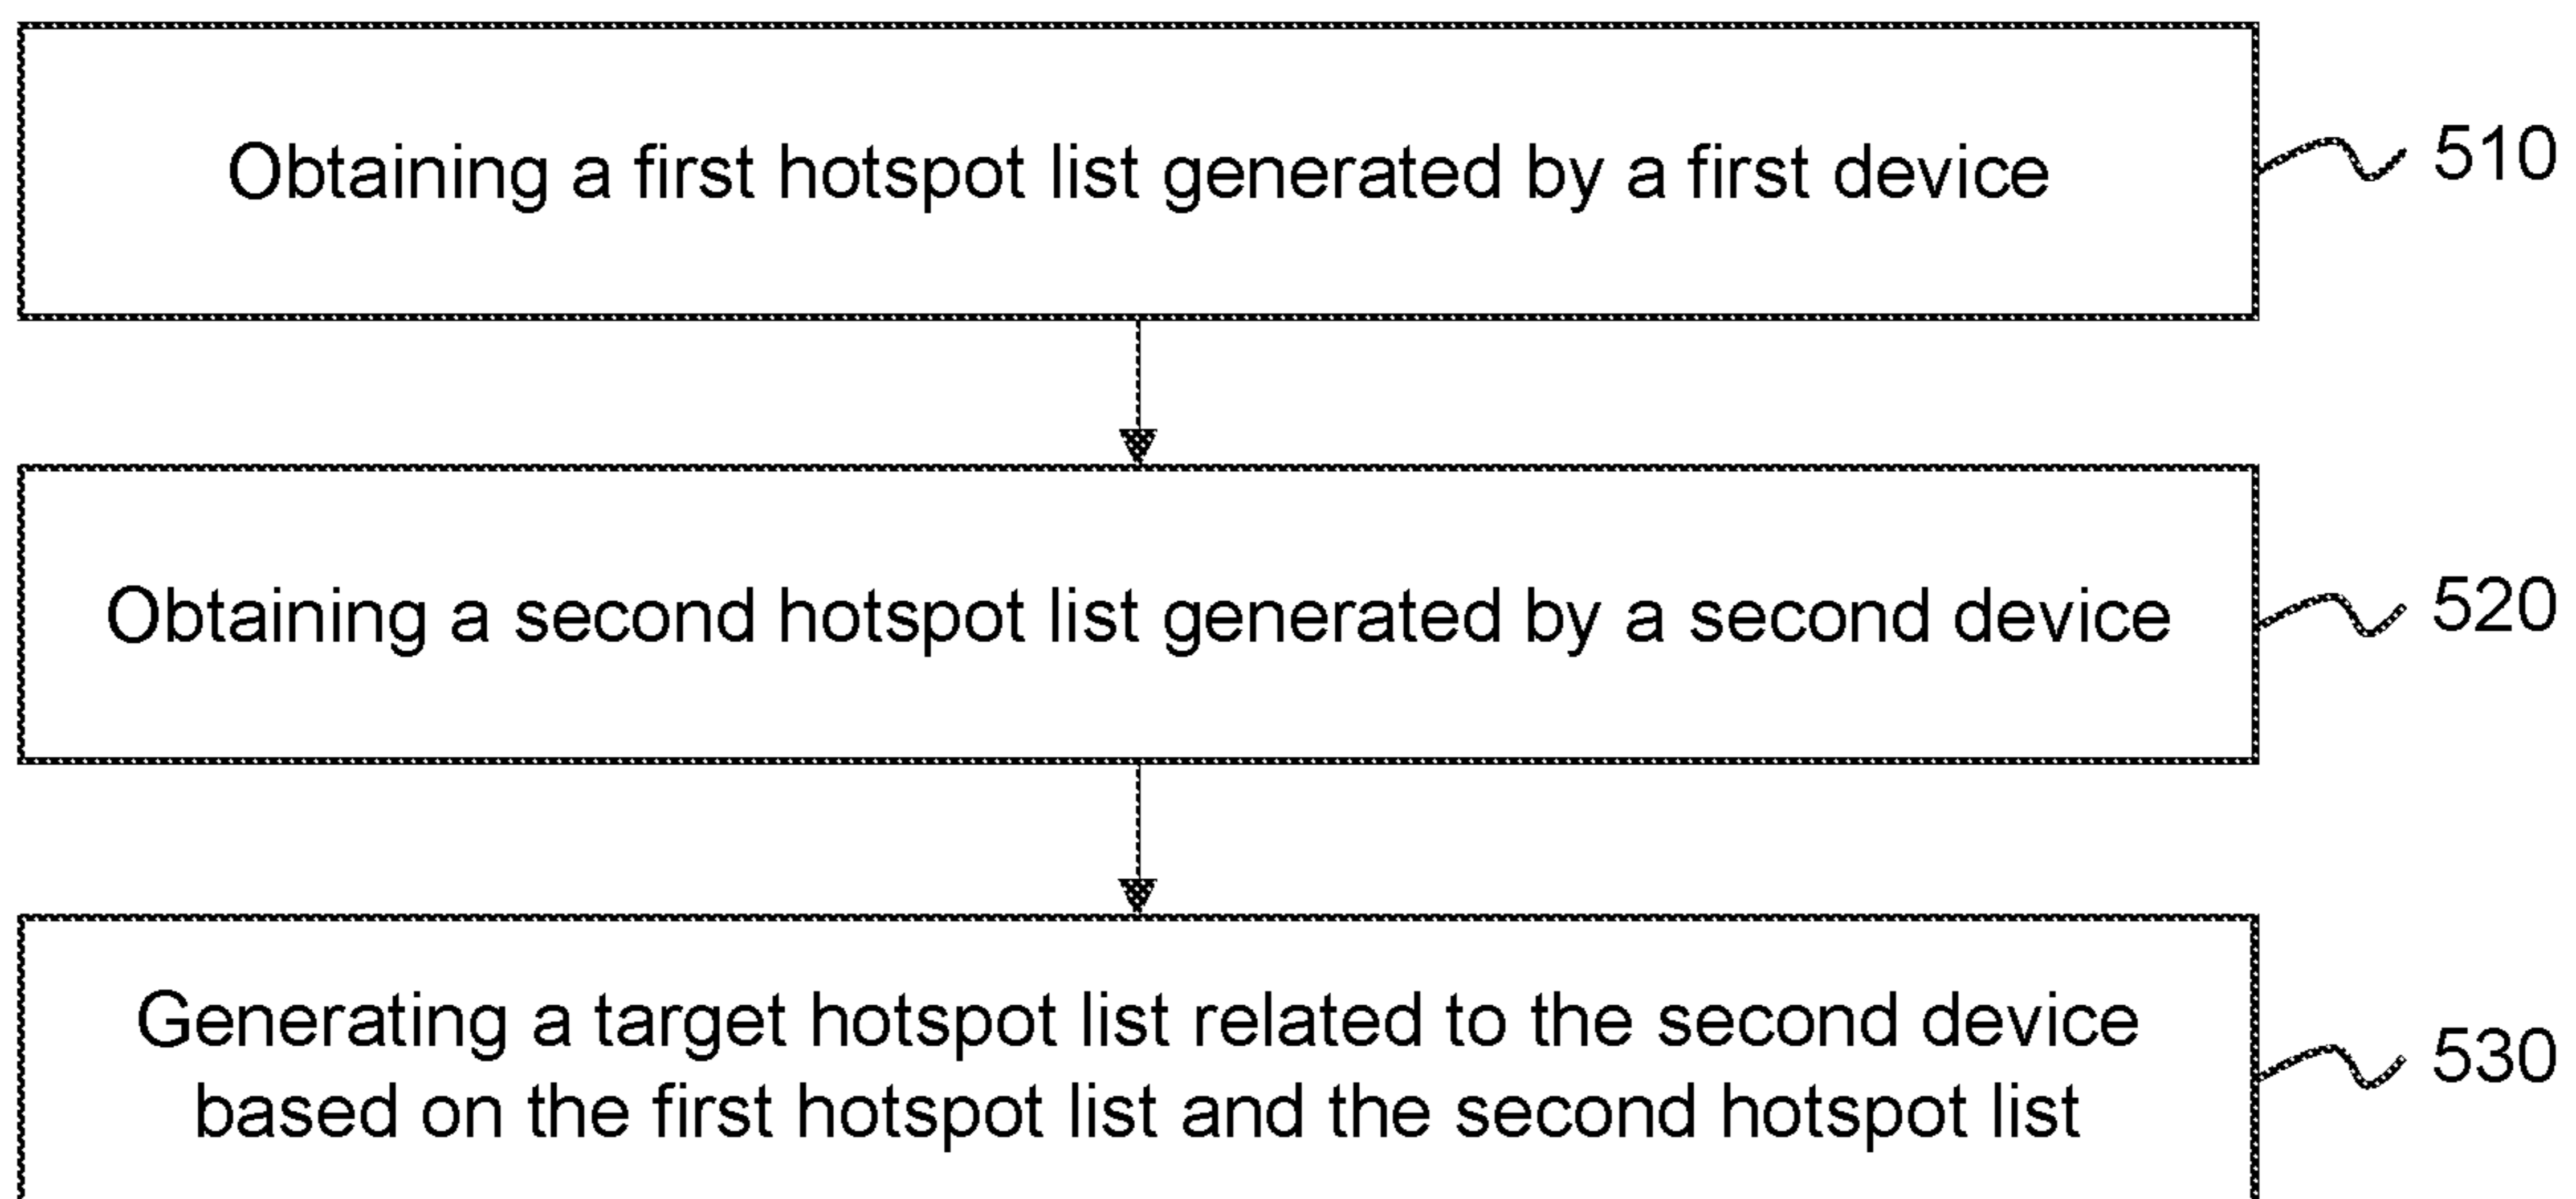 Obtaining a first hotspot list generated by a first device
510
Obtaining a second hotspot list generated by a second device
520
Generating a target hotspot list related to the second device
based on the first hotspot list and the second hotspot list
530